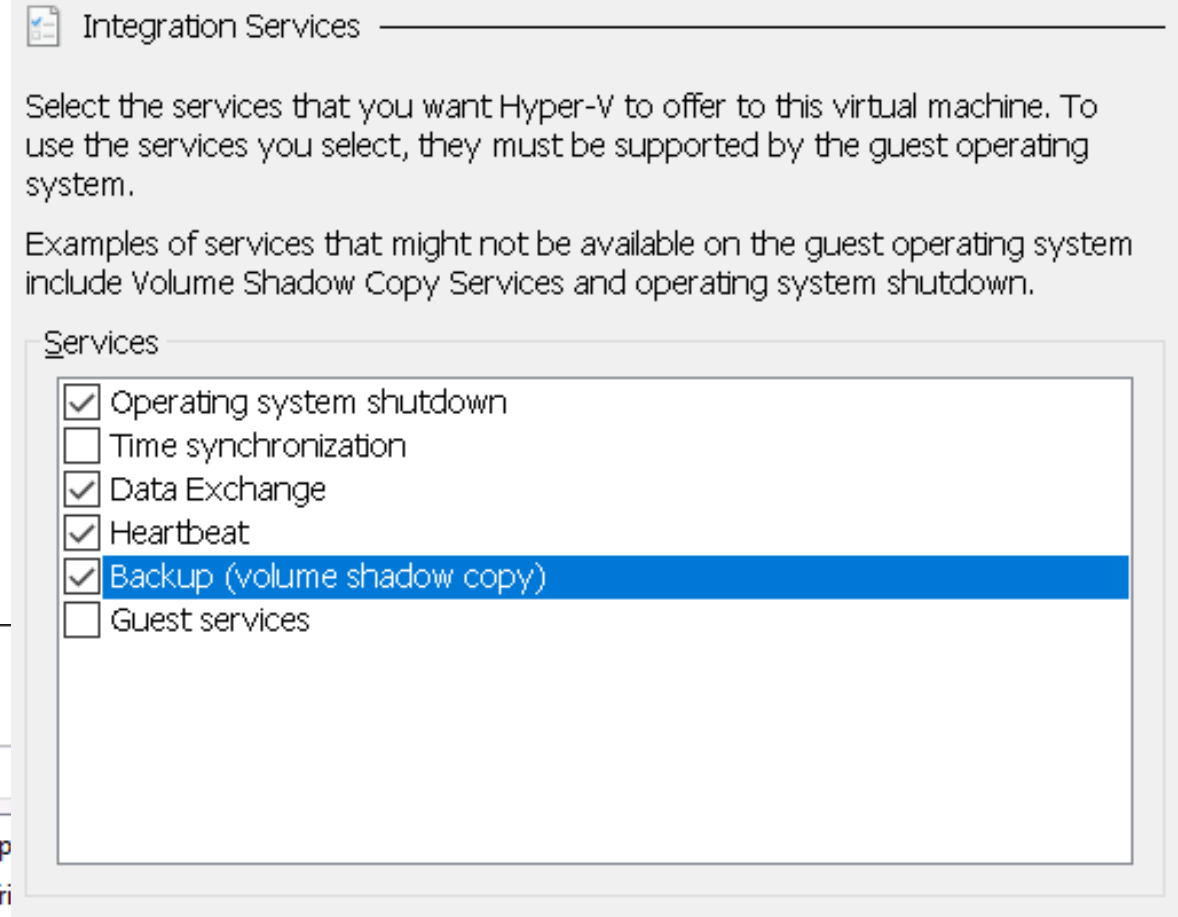 Integration Services
Select the services that you want Hyper-V to offer to this virtual machine. To
use the services you select, they must be supported by the guest operating
system.
Examples of services that might not be available on the guest operating system
include Volume Shadow Copy Services and operating system shutdown.
Services
Operating system shutdown
Time synchronization
Data Exchange
Heartbeat
Backup (volume shadow copy)
Guest services